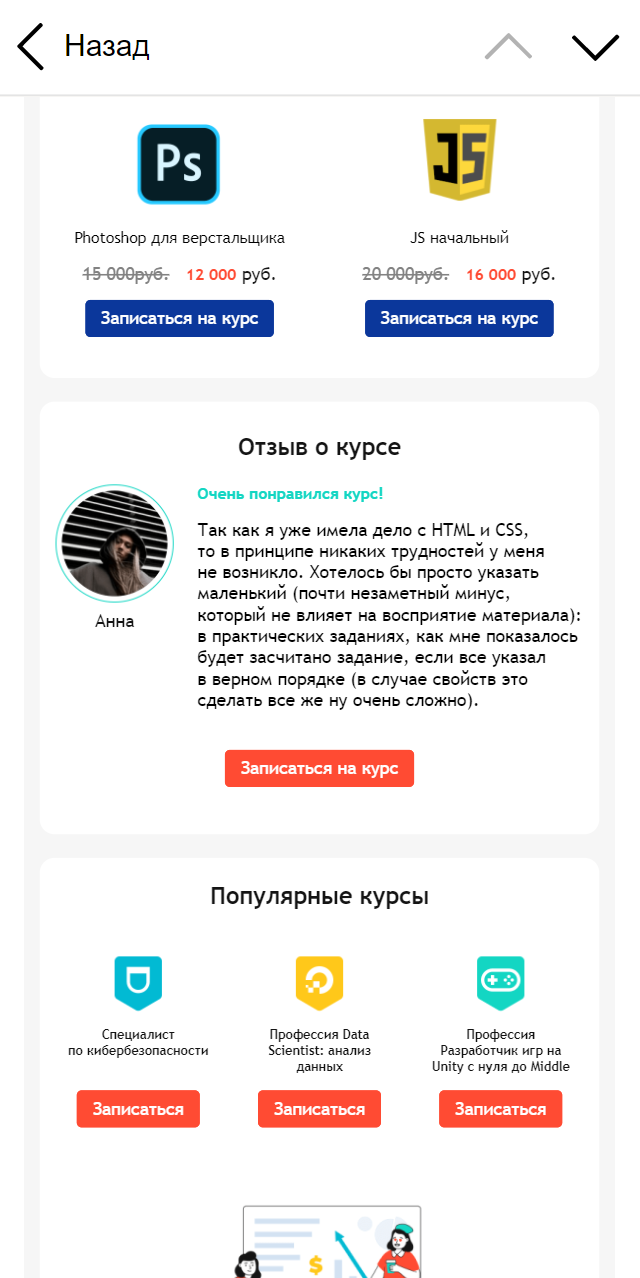 Назад
Ps
JS
Photoshop для верстальщика
JS начальный
15 000руб. 12 000 руб.
20 000руб. 16 000 руб.
Записаться на курс
Записаться на курс
Отзыв о курсе
Очень понравился курс!
Так как я уже имела дело с HTML и CSS,
то в принципе никаких трудностей у меня
не возникло. Хотелось бы просто указать
маленький (почти незаметный минус,
который не влияет на восприятие материала):
в практических заданиях, как мне показалось
будет засчитано задание, если все указал
в верном порядке (в случае свойств это
сделать все же ну очень сложно).
Анна
Записаться на курс
Популярные курсы
Специалист
по кибербезопасности
Профессия Data
Scientist: анализ
данных
Профессия
Разработчик игр на
Unity с нуля до Middle
Записаться
Записаться
Записаться
$